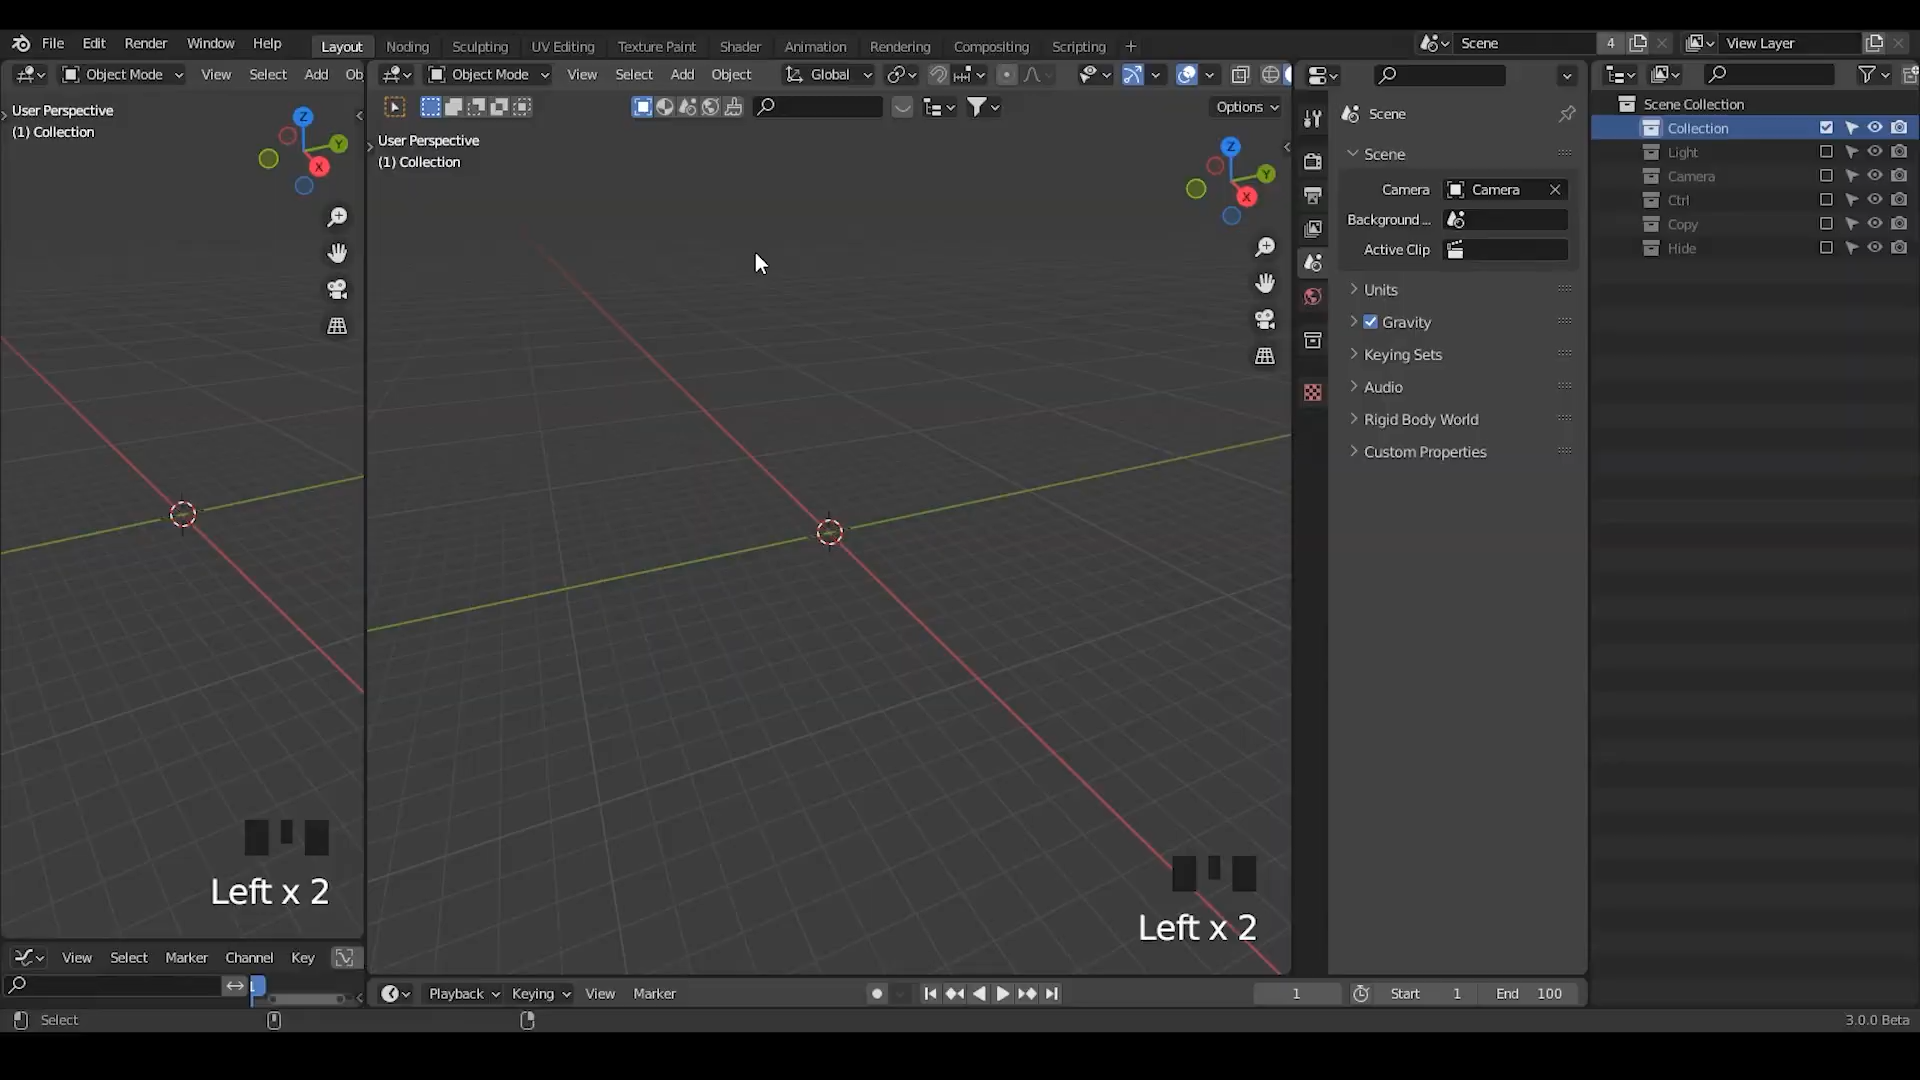 File Edit Render Window Help Layout Noding Sculpting UV Editing Texture Paint Shader Animation Rendering Compositing Scripting + Scene 4 View Layer
Object Mode View Select Add Ob Object Mode View Select Add Object Global
Options
User Perspective
(1) Collection
Z
Y
X
User Perspective
(1) Collection
Z
Y
X
Left x 2
Left x 2
Scene
Scene
Camera Camera
Background ...
Active Clip
Units
Gravity
Keying Sets
Audio
Rigid Body World
Custom Properties
Scene Collection
Collection
Light
Camera
Ctrl
Copy
Hide
View Select Marker Channel Key
1
Playback Keying View Marker 1 Start 1 End 100
Select
3.0.0 Beta